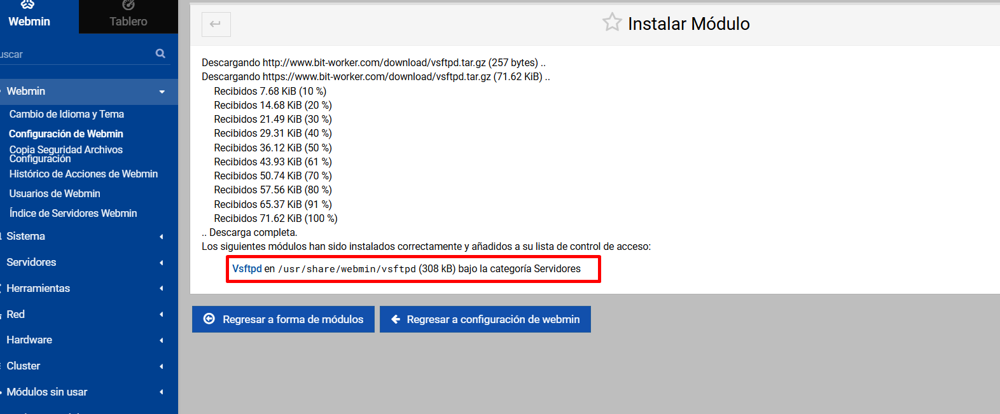 Webmin
Tablero
uscar
Webmin
Cambio de Idioma y Tema
Configuración de Webmin
Copia Seguridad Archivos
Configuración
Histórico de Acciones de Webmin
Usuarios de Webmin
Índice de Servidores Webmin
Sistema
Servidores
Herramientas
Red
Hardware
Cluster
Módulos sin usar
Instalar Módulo
Descargando http://www.bit-worker.com/download/vsftpd.tar.gz (257 bytes) ..
Descargando https://www.bit-worker.com/download/vsftpd.tar.gz (71.62 KiB) ..
Recibidos 7.68 KiB (10 %)
Recibidos 14.68 KiB (20 %)
Recibidos 21.49 KiB (30 %)
Recibidos 29.31 KiB (40 %)
Recibidos 36.12 KiB (50 %)
Recibidos 43.93 KiB (61 %)
Recibidos 50.74 KiB (70 %)
Recibidos 57.56 KiB (80 %)
Recibidos 65.37 KiB (91 %)
Recibidos 71.62 KiB (100 %)
.. Descarga completa.
Los siguientes módulos han sido instalados correctamente y añadidos a su lista de control de acceso:
Vsftpd en /usr/share/webmin/vsftpd (308 kB) bajo la categoría Servidores
Regresar a forma de módulos
Regresar a configuración de webmin